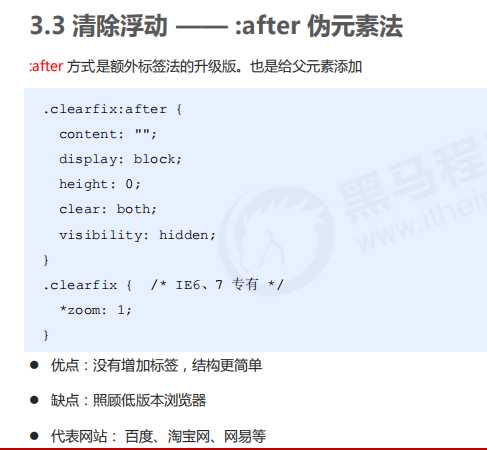 3.3 清除浮动 —— :after 伪元素法
:after 方式是额外标签法的升级版。也是给父元素添加
.clearfix:after {
content: "";
display: block;
height: 0;
clear: both;
visibility: hidden;
}
.clearfix { /* IE6、7 专有 */
*zoom: 1;
}
● 优点：没有增加标签，结构更简单
● 缺点：照顾低版本浏览器
● 代表网站： 百度、淘宝网、网易等
黑马程
www.ithei